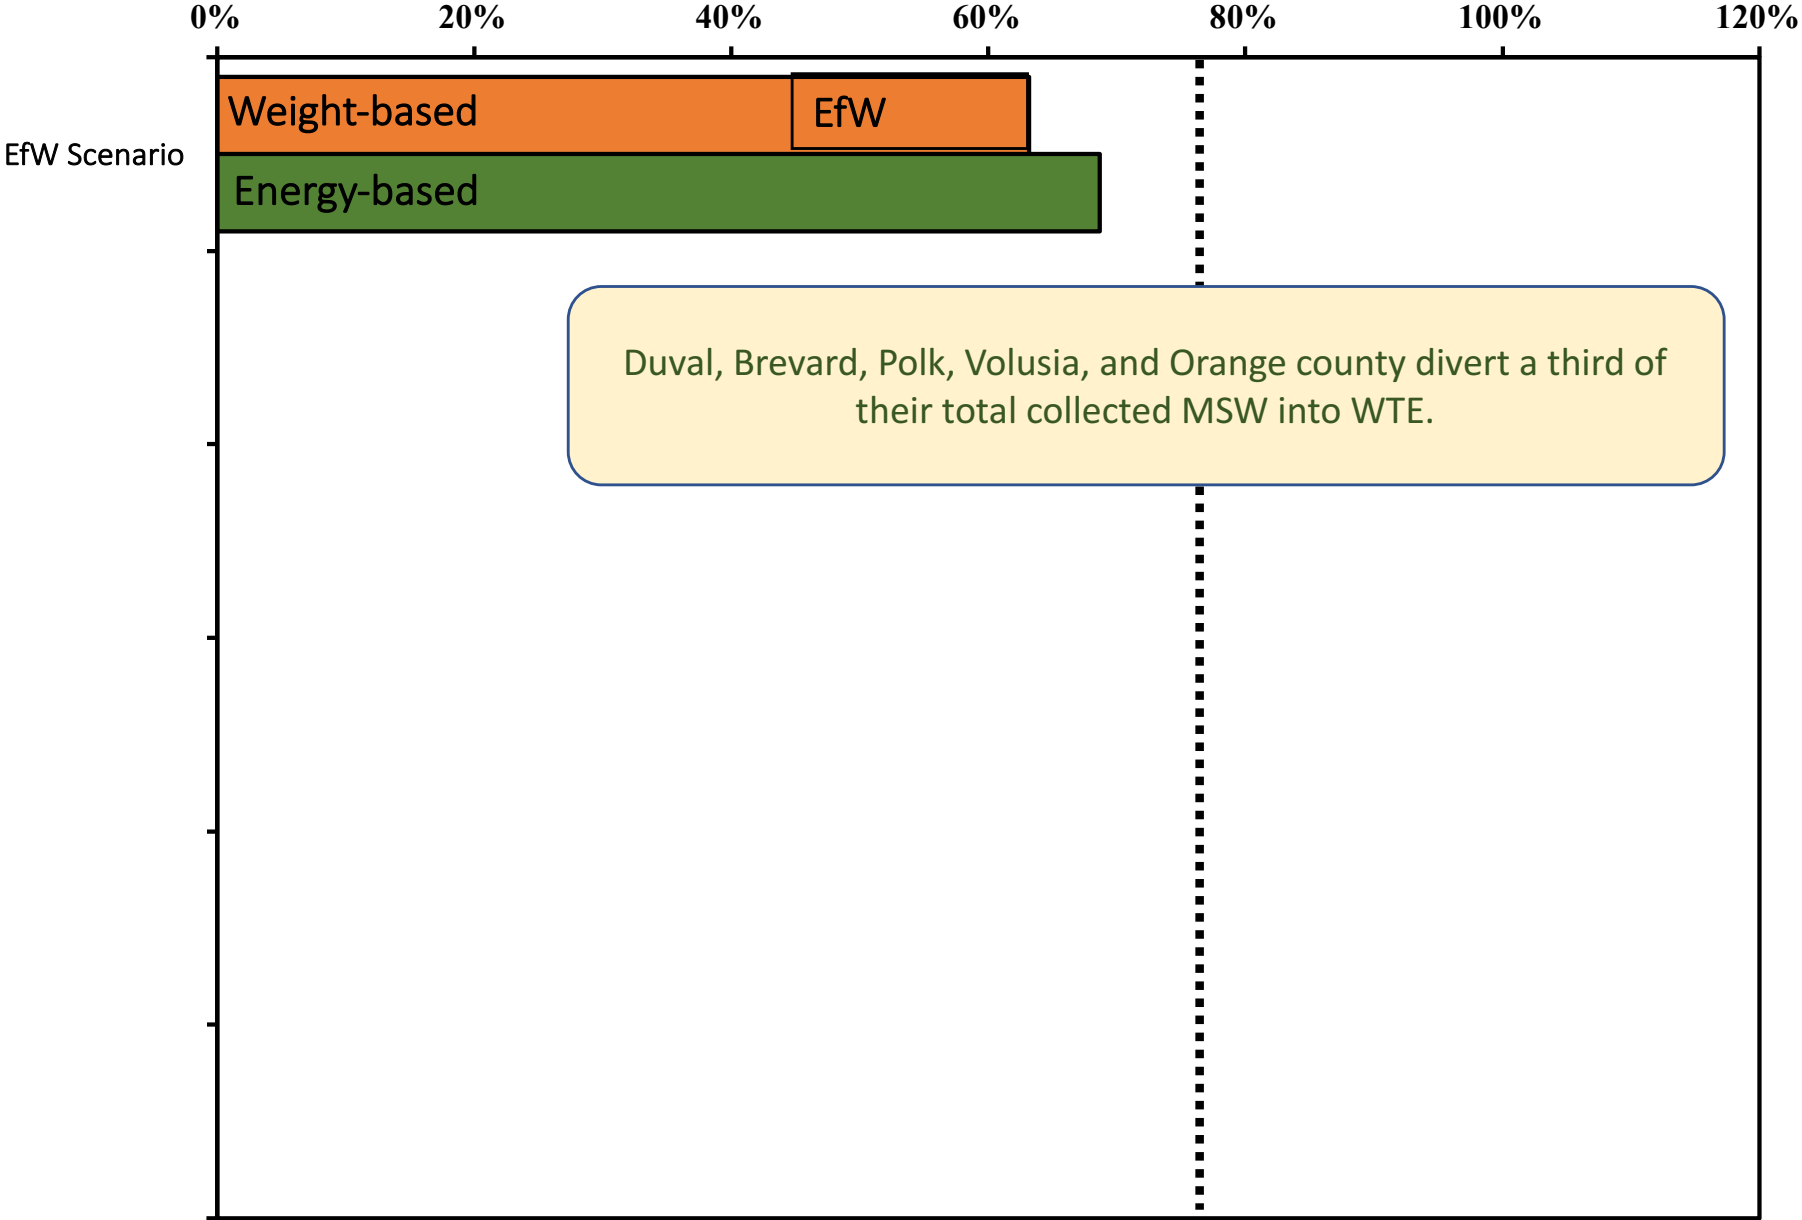 0% 20% 40% 60% 80% 100% 120%
Weight-based EfW
EfW Scenario
Energy-based
Duval, Brevard, Polk, Volusia, and Orange county divert a third of
their total collected MSW into WTE.